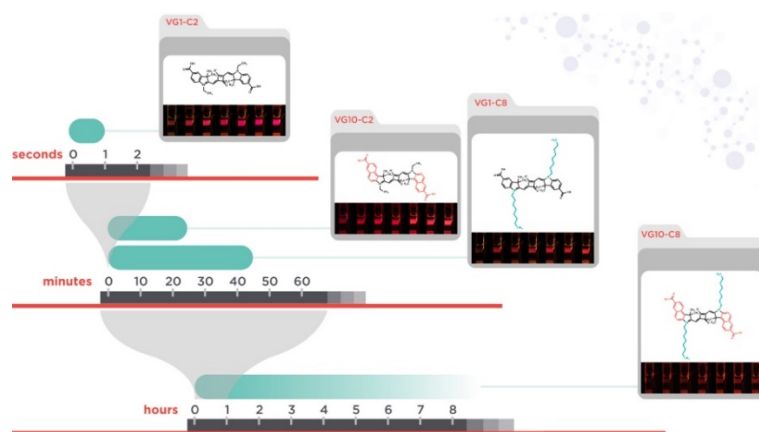 VG1-C2
VG10-C2
VG1-C8
seconds 0 1 2
VG10-C8
minutes 0 10 20 30 40 50 60
hours 0 1 2 3 4 5 6 7 8